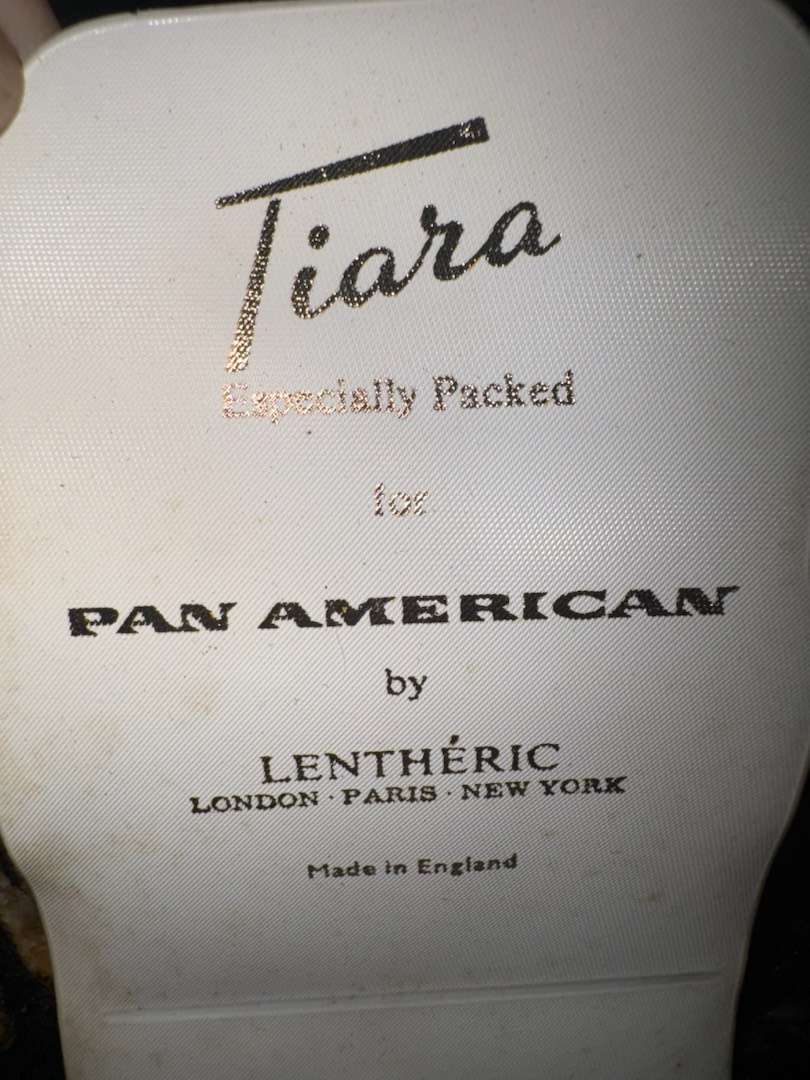 Tiara
Especially Packed
for
PAN AMERICAN
by
LENTHÉRIC
LONDON · PARIS · NEW YORK
Made in England